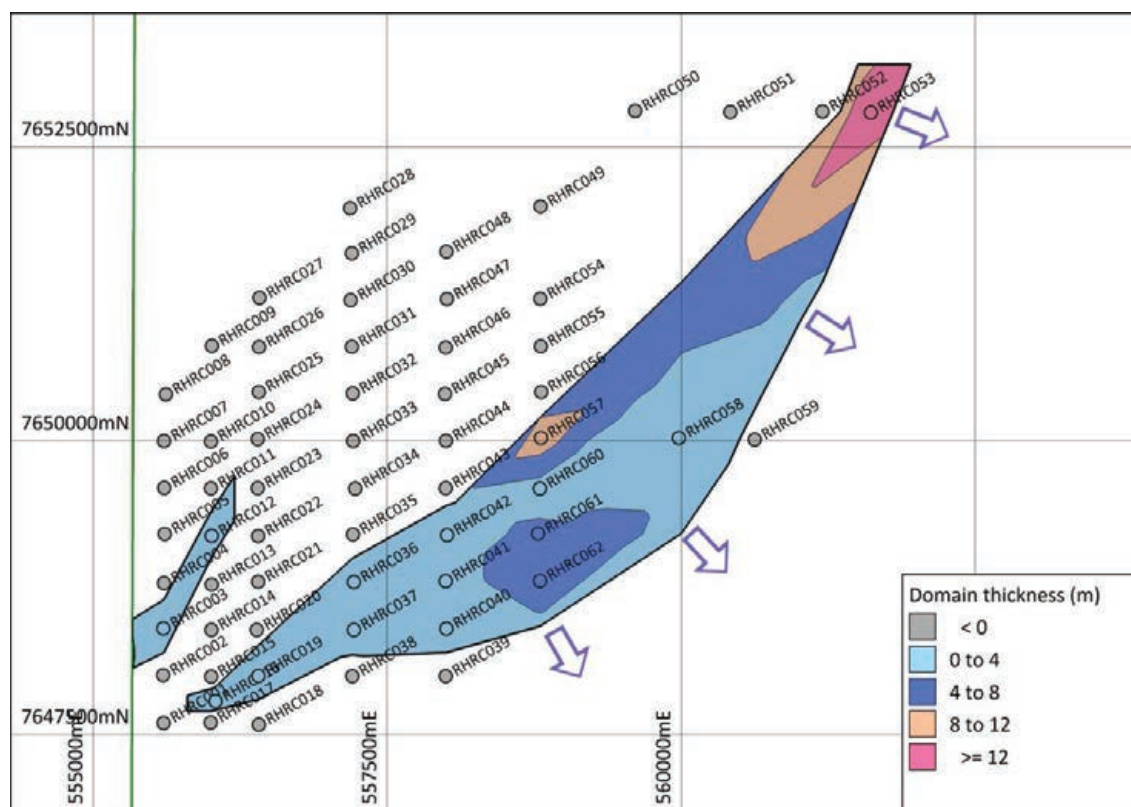 RHRC050
RHRC051
RHRC052
RHRC053
7652500mN
RHRC028
RHRC049
RHRC029
RHRC048
RHRC027
RHRC030
RHRC047
RHRC054
RHRC009
RHRC026
RHRC031
RHRC046
RHRC055
RHRC008
RHRC025
RHRC032
RHRC045
RHRC056
7650000mN
RHRC007
RHRC010
RHRC024
RHRC033
RHRC044
RHRC057
RHRC058
RHRC059
RHRC006
RHRC011
RHRC023
RHRC034
RHRC043
RHRC060
RHRC005
RHRC012
RHRC022
RHRC035
RHRC042
RHRC061
RHRC004
RHRC013
RHRC021
RHRC036
RHRC041
RHRC062
RHRC003
RHRC014
RHRC020
RHRC037
RHRC040
RHRC002
RHRC015
RHRC019
RHRC038
RHRC039
RHRC001
RHRC016
RHRC017
RHRC018
7647500mN
555000mE
557500mE
560000mE
Domain thickness (m)
< 0
0 to 4
4 to 8
8 to 12
>= 12